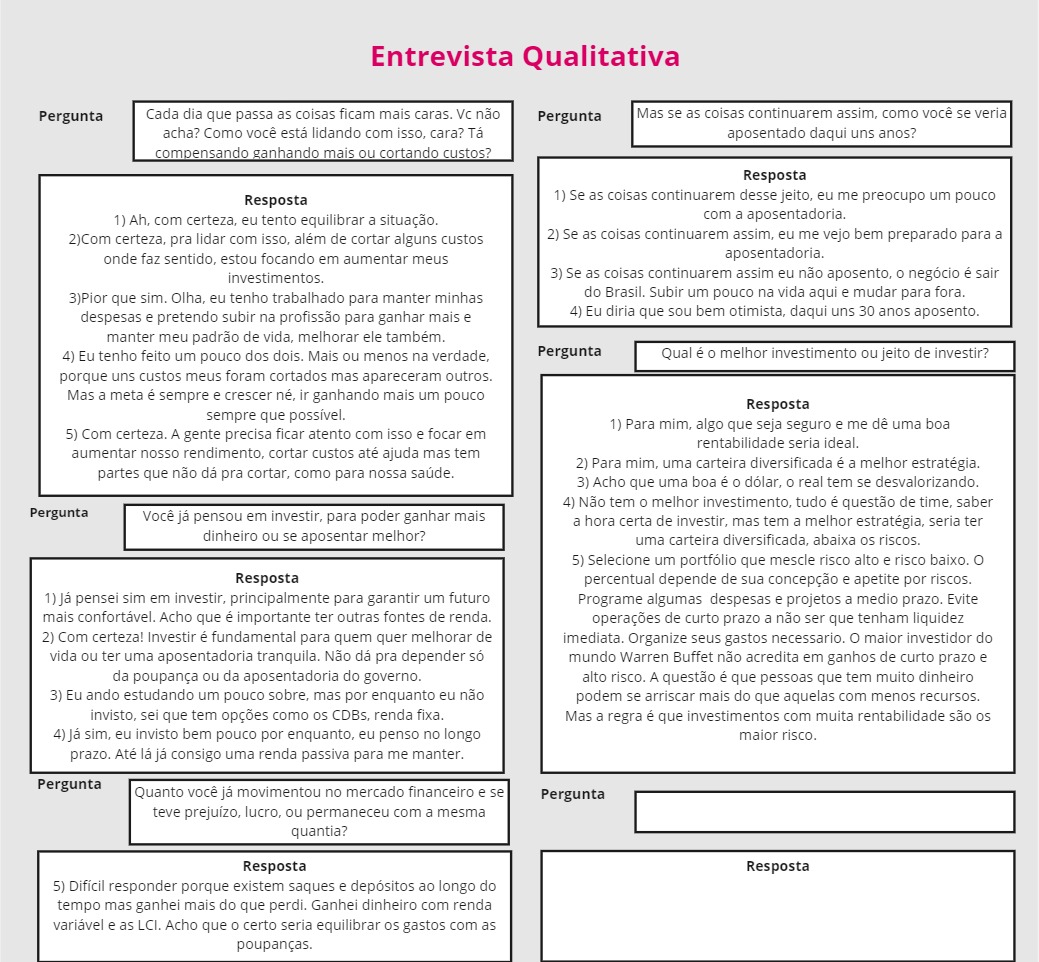 Entrevista Qualitativa
Pergunta
Cada dia que passa as coisas ficam mais caras. Vc não
acha? Como você está lidando com isso, cara? Tá
compensando ganhando mais ou cortando custos?
Resposta
1) Ah, com certeza, eu tento equilibrar a situação.
2)Com certeza, pra lidar com isso, além de cortar alguns custos
onde faz sentido, estou focando em aumentar meus
investimentos.
3)Pior que sim. Olha, eu tenho trabalhado para manter minhas
despesas e pretendo subir na profissão para ganhar mais e
manter meu padrão de vida, melhorar ele também.
4) Eu tenho feito um pouco dos dois. Mais ou menos na verdade,
porque uns custos meus foram cortados mas apareceram outros.
Mas a meta é sempre e crescer né, ir ganhando mais um pouco
sempre que possível.
5) Com certeza. A gente precisa ficar atento com isso e focar em
aumentar nosso rendimento, cortar custos até ajuda mas tem
partes que não dá pra cortar, como para nossa saúde.
Pergunta
Você já pensou em investir, para poder ganhar mais
dinheiro ou se aposentar melhor?
Resposta
1) Já pensei sim em investir, principalmente para garantir um futuro
mais confortável. Acho que é importante ter outras fontes de renda.
2) Com certeza! Investir é fundamental para quem quer melhorar de
vida ou ter uma aposentadoria tranquila. Não dá pra depender só
da poupança ou da aposentadoria do governo.
3) Eu ando estudando um pouco sobre, mas por enquanto eu não
invisto, sei que tem opções como os CDBs, renda fixa.
4) Já sim, eu invisto bem pouco por enquanto, eu penso no longo
prazo. Até lá já consigo uma renda passiva para me manter.
Pergunta
Quanto você já movimentou no mercado financeiro e se
teve prejuízo, lucro, ou permaneceu com a mesma
quantia?
Resposta
5) Difícil responder porque existem saques e depósitos ao longo do
tempo mas ganhei mais do que perdi. Ganhei dinheiro com renda
variável e as LCI. Acho que o certo seria equilibrar os gastos com as
poupanças.
Pergunta
Mas se as coisas continuarem assim, como você se veria
aposentado daqui uns anos?
Resposta
1) Se as coisas continuarem desse jeito, eu me preocupo um pouco
com a aposentadoria.
2) Se as coisas continuarem assim, eu me vejo bem preparado para a
aposentadoria.
3) Se as coisas continuarem assim eu não aposento, o negócio é sair
do Brasil. Subir um pouco na vida aqui e mudar para fora.
4) Eu diria que sou bem otimista, daqui uns 30 anos aposento.
Pergunta
Qual é o melhor investimento ou jeito de investir?
Resposta
1) Para mim, algo que seja seguro e me dê uma boa
rentabilidade seria ideal.
2) Para mim, uma carteira diversificada é a melhor estratégia.
3) Acho que uma boa é o dólar, o real tem se desvalorizando.
4) Não tem o melhor investimento, tudo é questão de time, saber
a hora certa de investir, mas tem a melhor estratégia, seria ter
uma carteira diversificada, abaixa os riscos.
5) Selecione um portfólio que mescle risco alto e risco baixo. O
percentual depende de sua concepção e apetite por riscos.
Programe algumas  despesas e projetos a medio prazo. Evite
operações de curto prazo a não ser que tenham liquidez
imediata. Organize seus gastos necessario. O maior investidor do
mundo Warren Buffet não acredita em ganhos de curto prazo e
alto risco. A questão é que pessoas que tem muito dinheiro
podem se arriscar mais do que aquelas com menos recursos.
Mas a regra é que investimentos com muita rentabilidade são os
maior risco.
Pergunta
Resposta